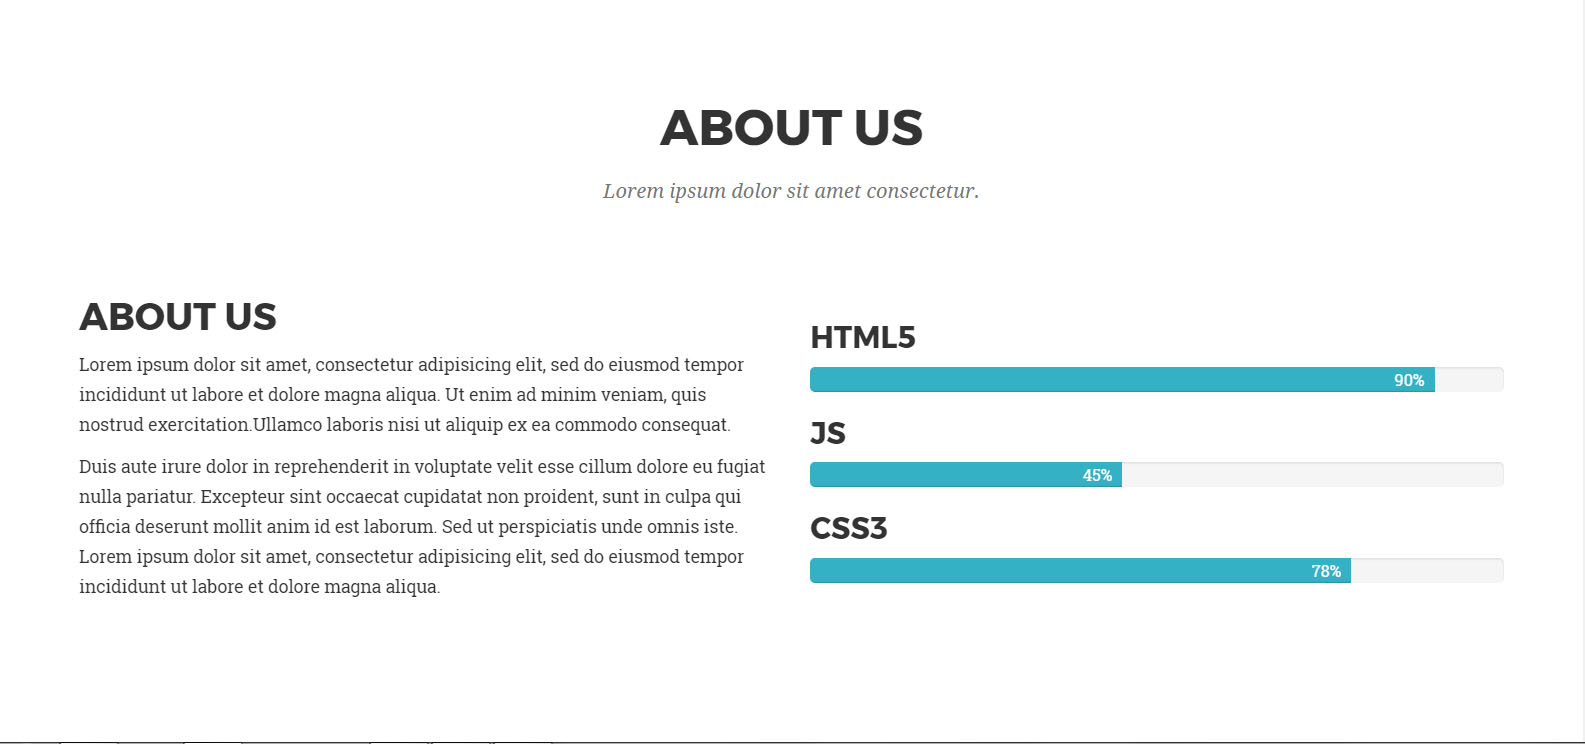 ABOUT US
Lorem ipsum dolor sit amet consectetur.
ABOUT US
Lorem ipsum dolor sit amet, consectetur adipisicing elit, sed do eiusmod tempor
incididunt ut labore et dolore magna aliqua. Ut enim ad minim veniam, quis
nostrud exercitation.Ullamco laboris nisi ut aliquip ex ea commodo consequat.
Duis aute irure dolor in reprehenderit in voluptate velit esse cillum dolore eu fugiat
nulla pariatur. Excepteur sint occaecat cupidatat non proident, sunt in culpa qui
officia deserunt mollit anim id est laborum. Sed ut perspiciatis unde omnis iste.
Lorem ipsum dolor sit amet, consectetur adipisicing elit, sed do eiusmod tempor
incididunt ut labore et dolore magna aliqua.
HTML5
90%
JS
45%
CSS3
78%